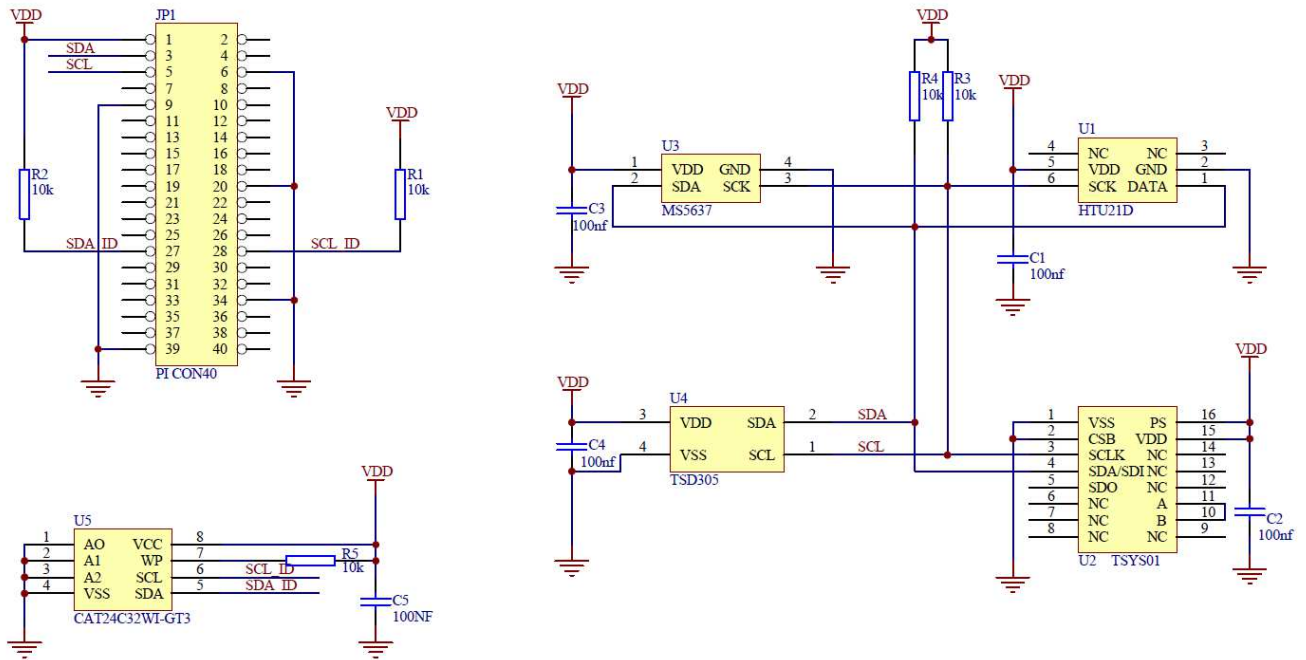 VDD
JP1
1 2
SDA 3 4
SCL 5 6
7 8
9 10
11 12
13 14
15 16
17 18
19 20
21 22
23 24
25 26
SDA_ID 27 28 SCL_ID
29 30
31 32
33 34
35 36
37 38
39 40
PI CON40
R2
10k
VDD
R1
10k
VDD
R4
10k
R3
10k
VDD
C3
100nf
U3
1 VDD GND 4
2 SDA SCK 3
MS5637
VDD
U1
4 NC NC 3
5 VDD GND 2
6 SCK DATA 1
HTU21D
C1
100nf
VDD
C4
100nf
U4
3 VDD SDA 2 SDA
4 VSS SCL 1 SCL
TSD305
VDD
1 VSS PS 16
2 CSB VDD 15
3 SCLK NC 14
4 SDA/SDI NC 13
5 SDO NC 12
6 NC A 11
7 NC B 10
8 NC NC 9
U2 TSYS01
C2
100nf
VDD
U5
1 AO VCC 8
2 A1 WP 7
3 A2 SCL 6 SCL_ID
4 VSS SDA 5 SDA_ID
CAT24C32WI-GT3
R5
10k
C5
100NF